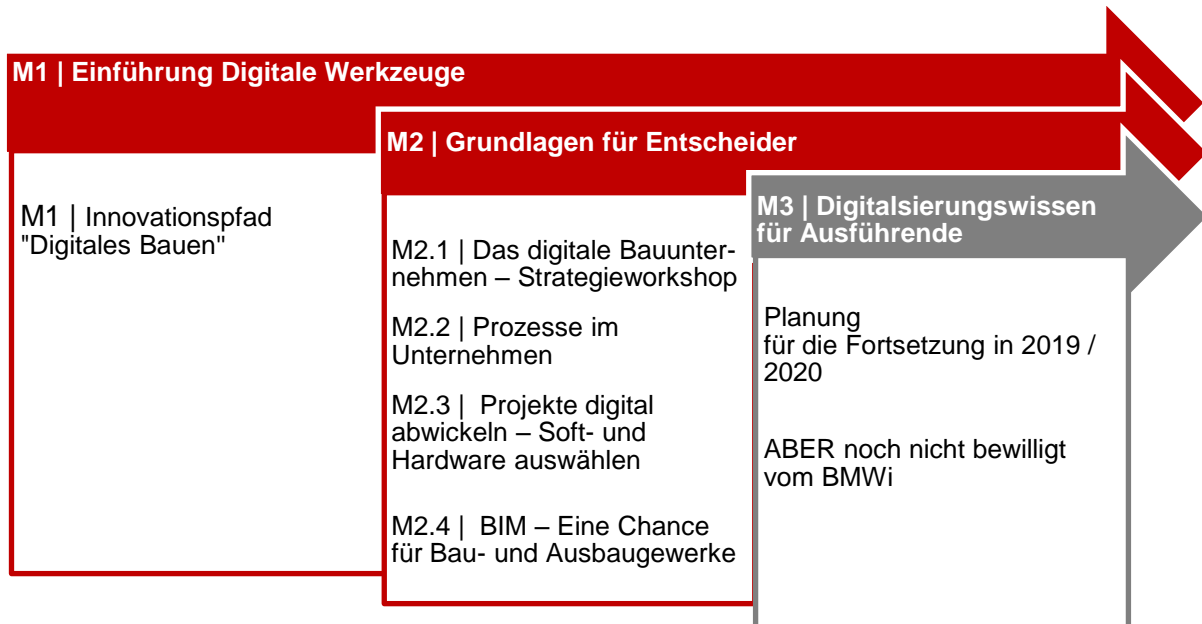 M1 | Einführung Digitale Werkzeuge
M1 | Innovationspfad
"Digitales Bauen"
M2 | Grundlagen für Entscheider
M2.1 | Das digitale Bauunter-
nehmen – Strategieworkshop
M2.2 | Prozesse im
Unternehmen
M2.3 | Projekte digital
abwickeln – Soft- und
Hardware auswählen
M2.4 | BIM – Eine Chance
für Bau- und Ausbaugewerke
M3 | Digitalsierungswissen
für Ausführende
Planung
für die Fortsetzung in 2019 /
2020
ABER noch nicht bewilligt
vom BMWi